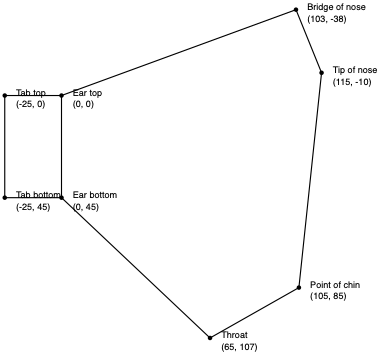 Bridge of nose
(103, -38)
Tip of nose
(115, -10)
Tab top
(-25, 0)
Ear top
(0, 0)
Tab bottom
(-25, 45)
Ear bottom
(0, 45)
Point of chin
(105, 85)
Throat
(65, 107)